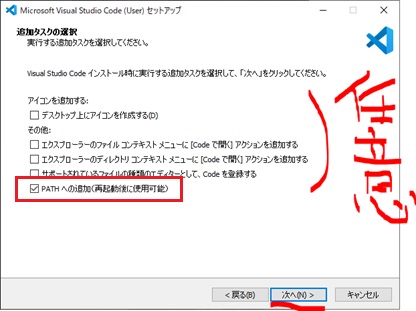 Microsoft Visual Studio Code (User) セットアップ
追加タスクの選択
実行する追加タスクを選択してください。
Visual Studio Code インストール時に実行する追加タスクを選択して、「次へ」をクリックしてください。
アイコンを追加する:
デスクトップ上にアイコンを作成する(D)
その他:
エクスプローラーのファイル コンテキスト メニューに [Code で開く] アクションを追加する
エクスプローラーのディレクトリ コンテキスト メニューに [Code で開く] アクションを追加する
サポートされているファイルの種類のエディターとして、Code を登録する
PATH への追加(再起動後に使用可能)
任意
< 戻る(B)
次へ(N) >
キャンセル